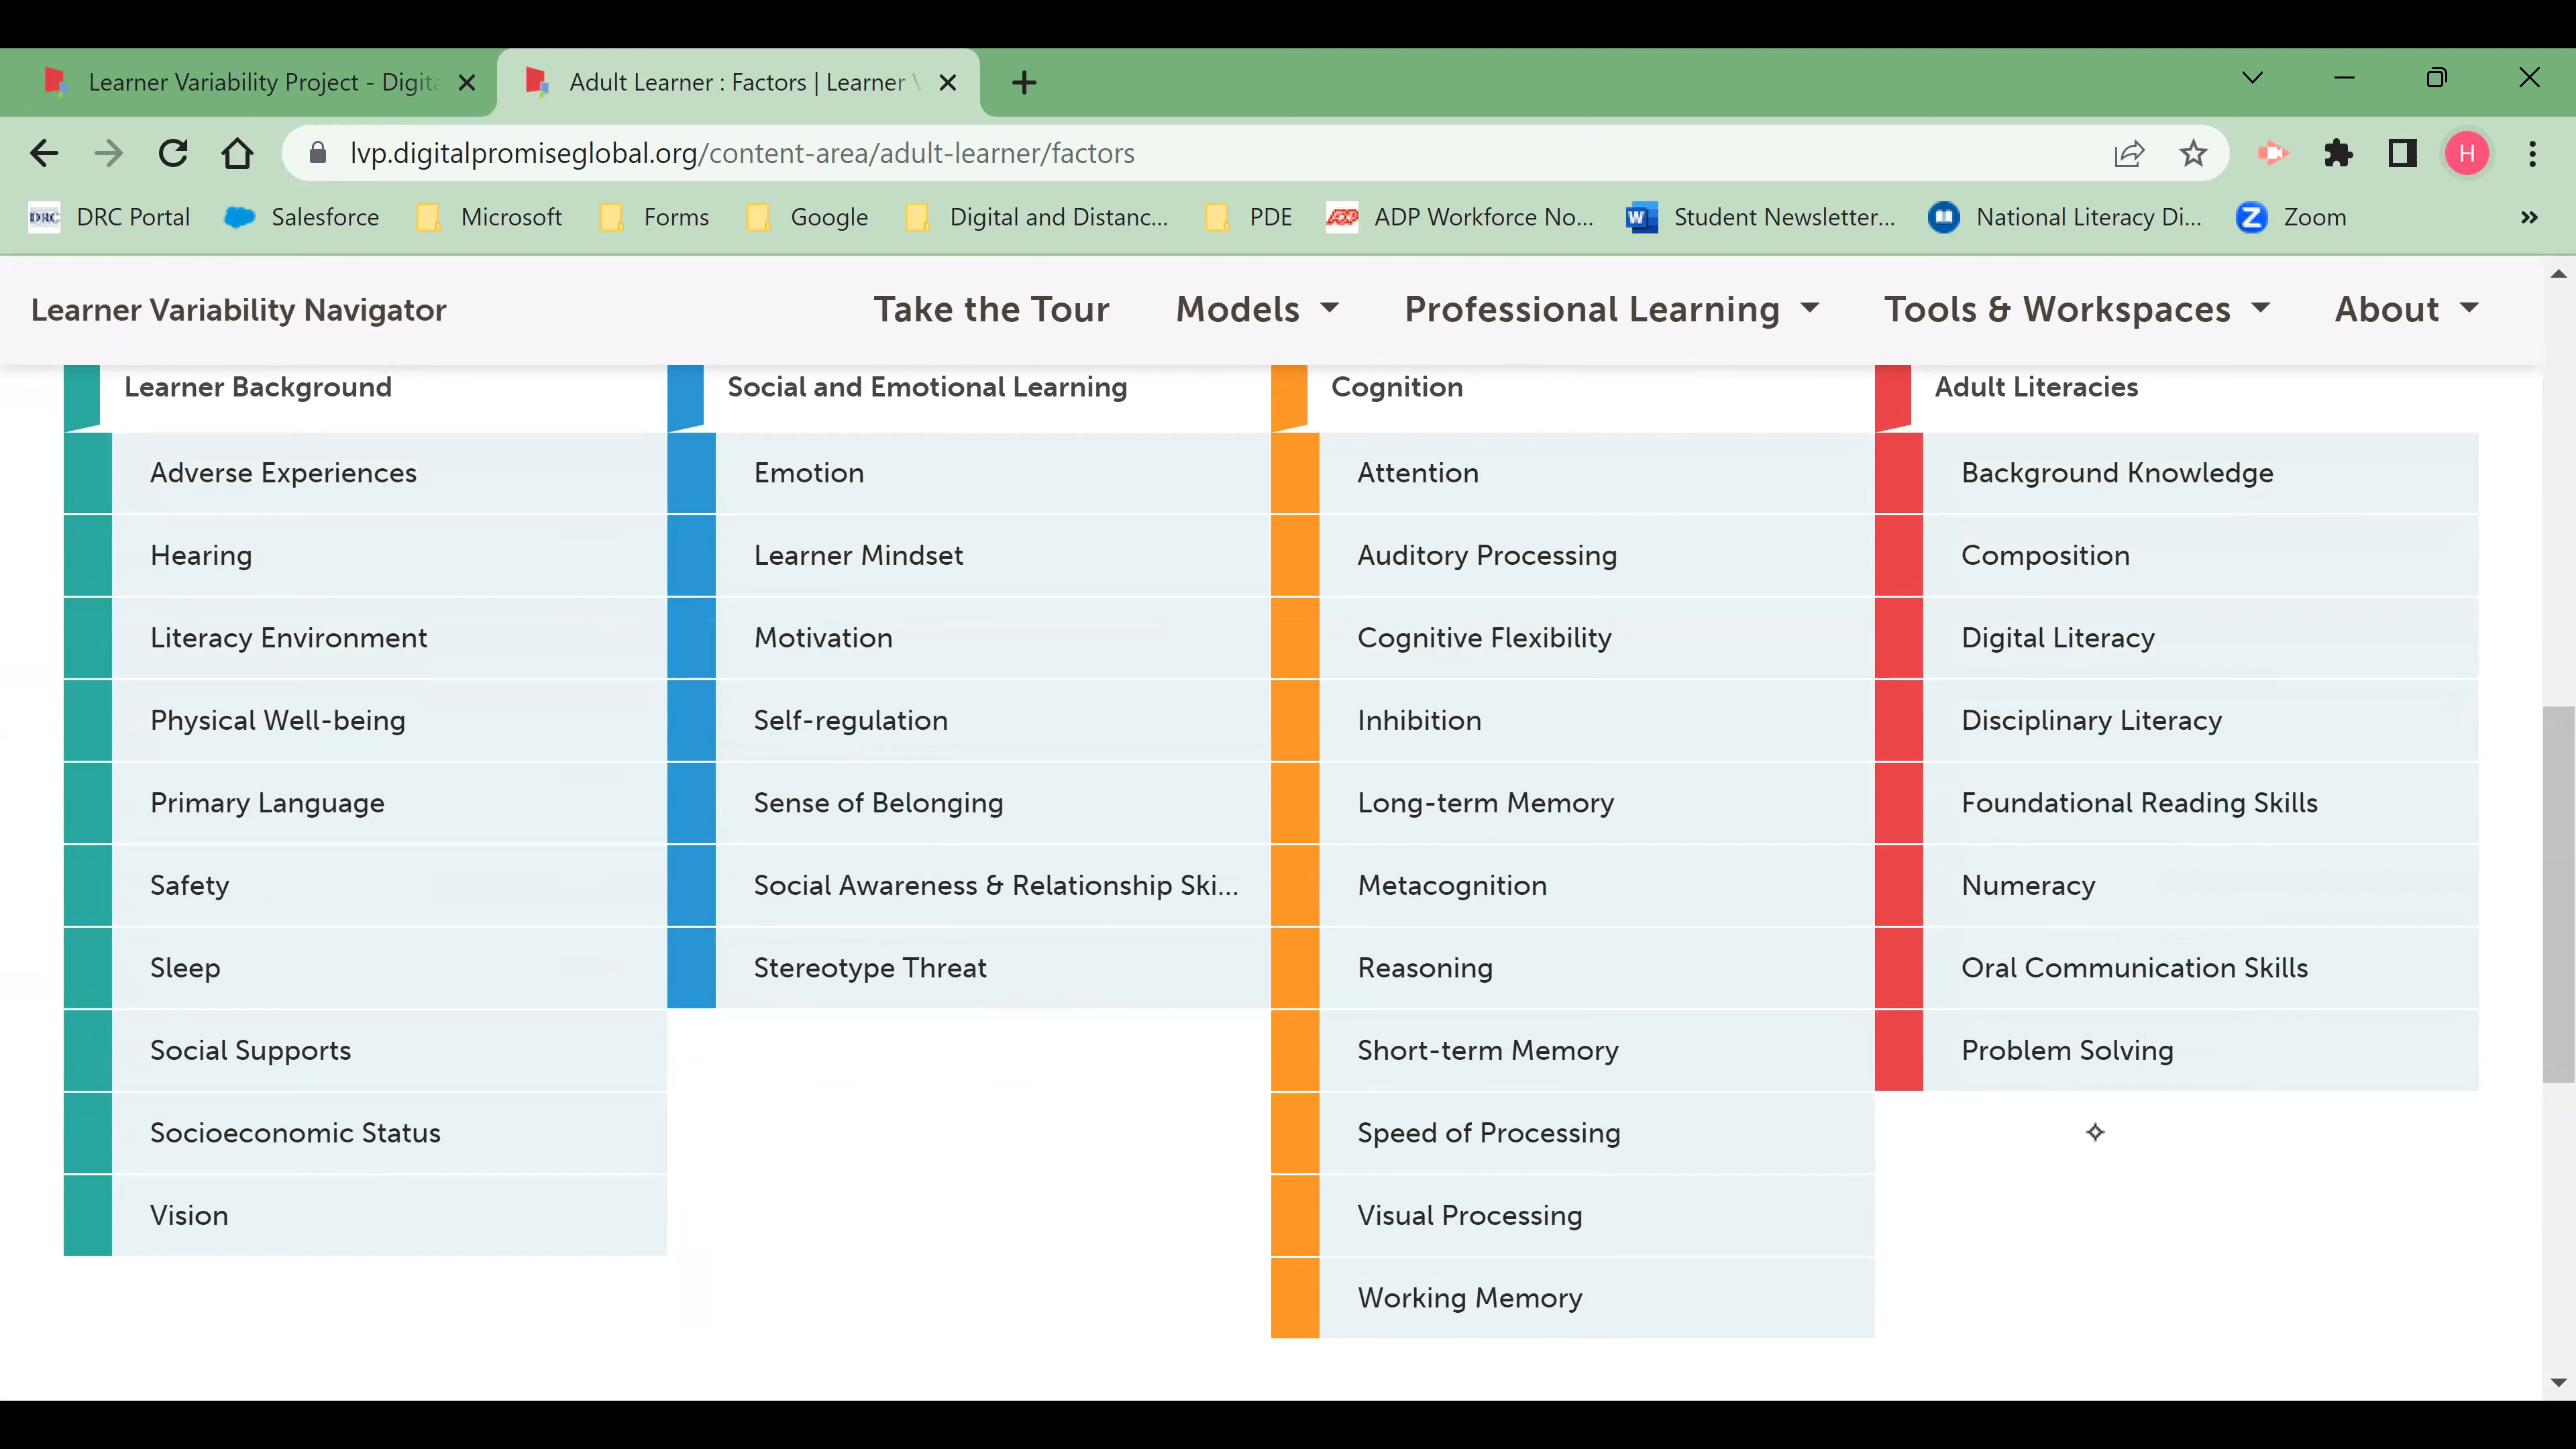 Learner Variability Project - Digita
Adult Learner : Factors | Learner
lvp.digitalpromiseglobal.org/content-area/adult-learner/factors
H
DRC DRC Portal
Salesforce
Microsoft
Forms
Google
Digital and Distanc...
PDE
ADP ADP Workforce No...
W Student Newsletter...
National Literacy Di...
Z Zoom
»
Learner Variability Navigator
Take the Tour
Models
Professional Learning
Tools & Workspaces
About
Learner Background
Adverse Experiences
Hearing
Literacy Environment
Physical Well-being
Primary Language
Safety
Sleep
Social Supports
Socioeconomic Status
Vision
Social and Emotional Learning
Emotion
Learner Mindset
Motivation
Self-regulation
Sense of Belonging
Social Awareness & Relationship Ski...
Stereotype Threat
Cognition
Attention
Auditory Processing
Cognitive Flexibility
Inhibition
Long-term Memory
Metacognition
Reasoning
Short-term Memory
Speed of Processing
Visual Processing
Working Memory
Adult Literacies
Background Knowledge
Composition
Digital Literacy
Disciplinary Literacy
Foundational Reading Skills
Numeracy
Oral Communication Skills
Problem Solving